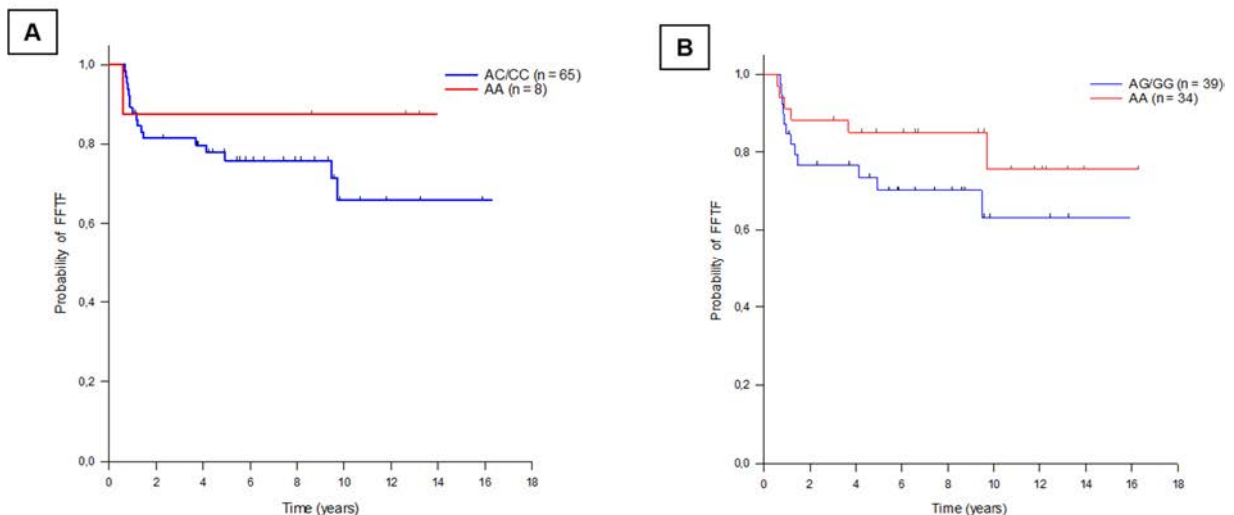 A
AC/CC (n = 65)
AA (n = 8)
Probability of FFTF
1,0
0,8
0,6
0,4
0,2
0,0
0 2 4 6 8 10 12 14 16 18
Time (years)
B
AG/GG (n = 39)
AA (n = 34)
Probability of FFTF
1,0
0,8
0,6
0,4
0,2
0,0
0 2 4 6 8 10 12 14 16 18
Time (years)